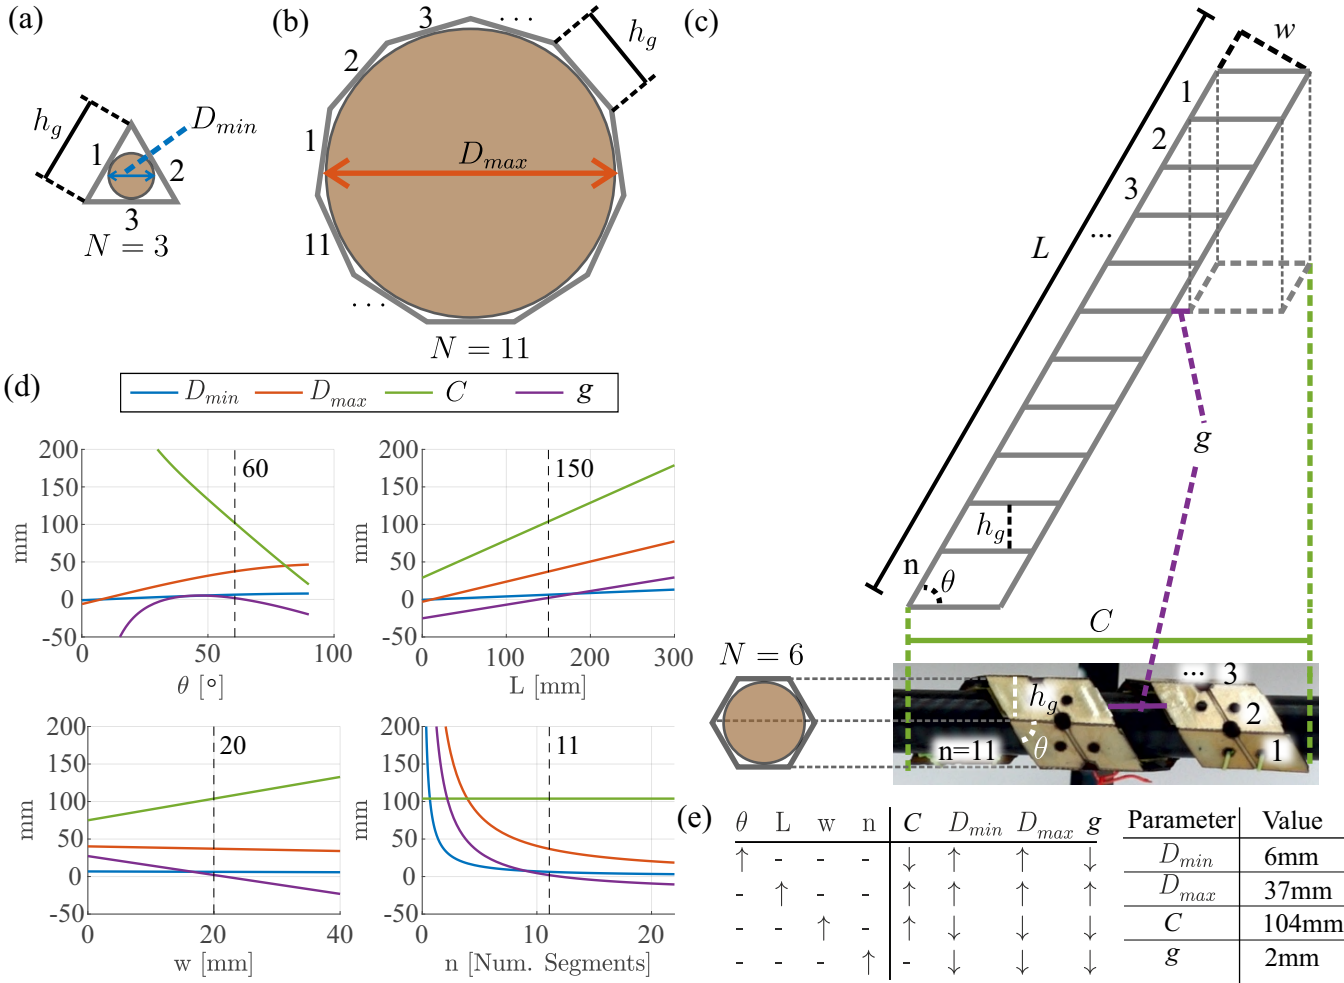 (a)
h_g
D_min
1
2
3
N = 3
(b)
3
...
2
h_g
1
D_max
11
...
N = 11
(c)
w
1
2
3
...
L
g
h_g
n
θ
C
N = 6
... 3
h_g
2
θ
1
n=11
(d)
D_min D_max C g
200
150
100
50
0
-50
mm
60
0 50 100
θ [°]
200
150
100
50
0
-50
mm
150
0 100 200 300
L [mm]
200
150
100
50
0
-50
mm
20
0 20 40
w [mm]
200
150
100
50
0
-50
mm
11
0 10 20
n [Num. Segments]
(e)
θ L w n C D_min D_max g
↑ - - - ↓ ↑ ↑ ↓
- ↑ - - ↑ ↑ ↑ ↑
- - ↑ - ↑ ↓ ↓ ↓
- - - ↑ - ↓ ↓ ↓
Parameter Value
D_min 6mm
D_max 37mm
C 104mm
g 2mm